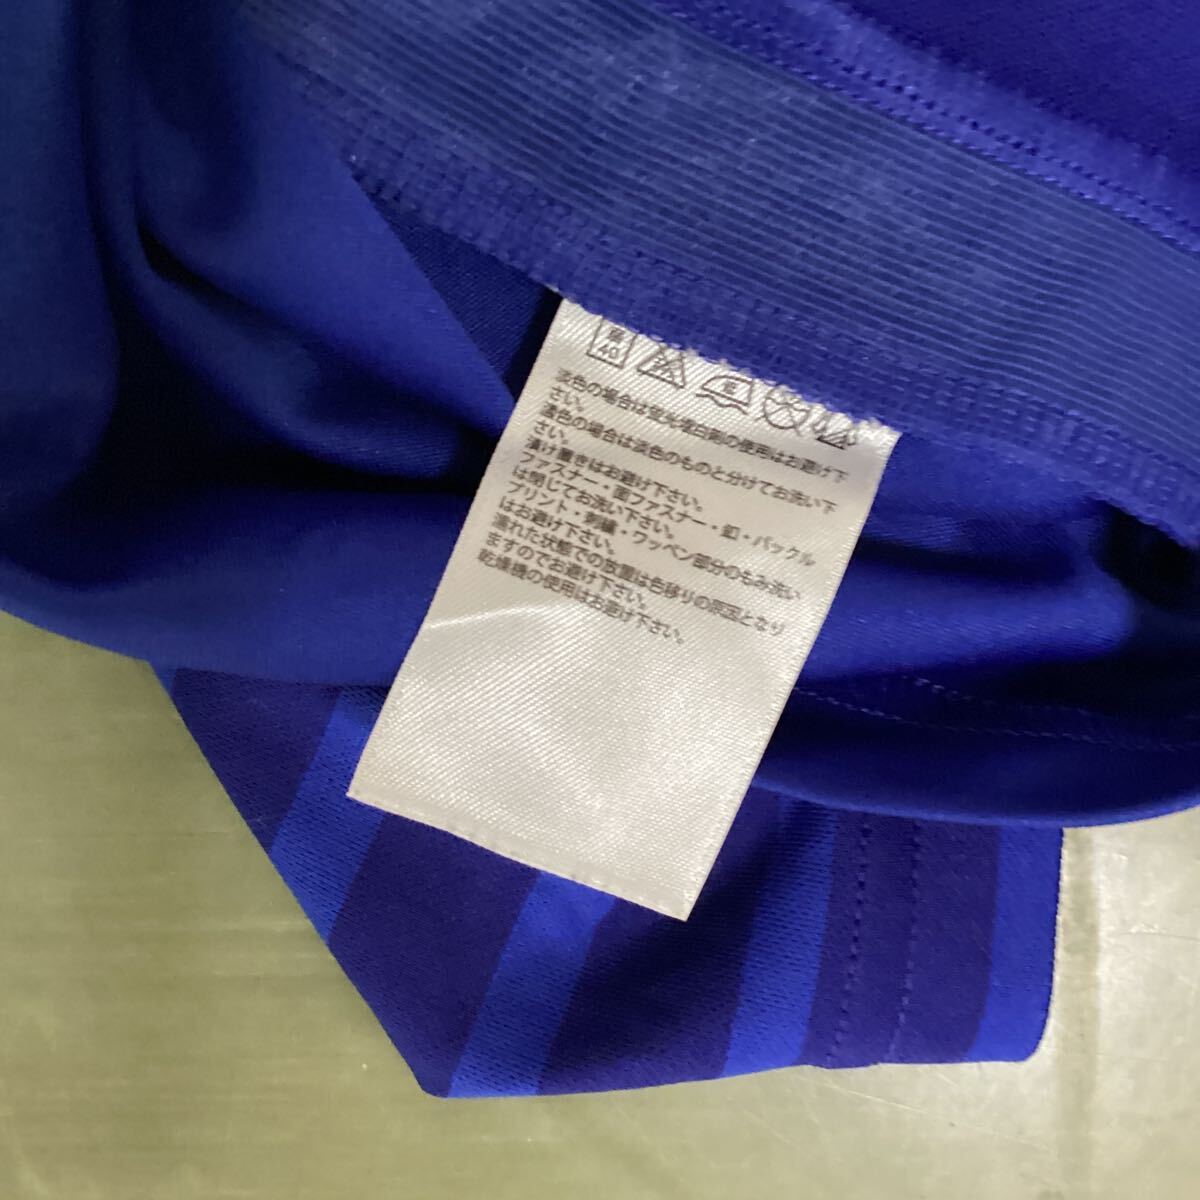 弱
40
低
淡色の場合は蛍光増白剤の使用はお避け下
さい。
濃色の場合は淡色のものと分けてお洗い下
さい。
漬け置きはお避け下さい。
ファスナー・面ファスナー・釦・バックル
は閉じてお洗い下さい。
プリント・刺繍・ワッペン部分のもみ洗い
はお避け下さい。
濡れた状態での放置は色移りの原因となり
ますのでお避け下さい。
乾燥機の使用はお避け下さい。